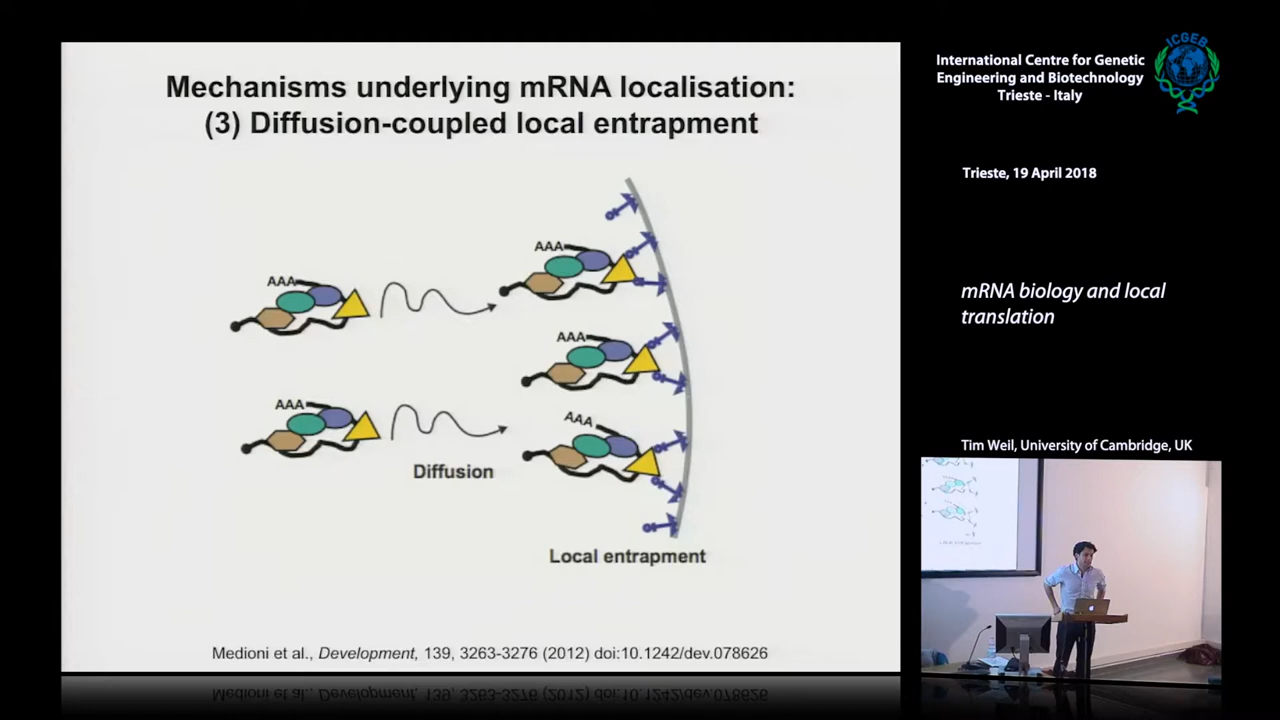 Mechanisms underlying mRNA localisation:
(3) Diffusion-coupled local entrapment
AAA
AAA
AAA
AAA
AAA
Diffusion
Local entrapment
Medioni et al., Development, 139, 3263-3276 (2012) doi:10.1242/dev.078626
International Centre for Genetic
Engineering and Biotechnology
Trieste - Italy
ICGEB
Trieste, 19 April 2018
mRNA biology and local
translation
Tim Weil, University of Cambridge, UK